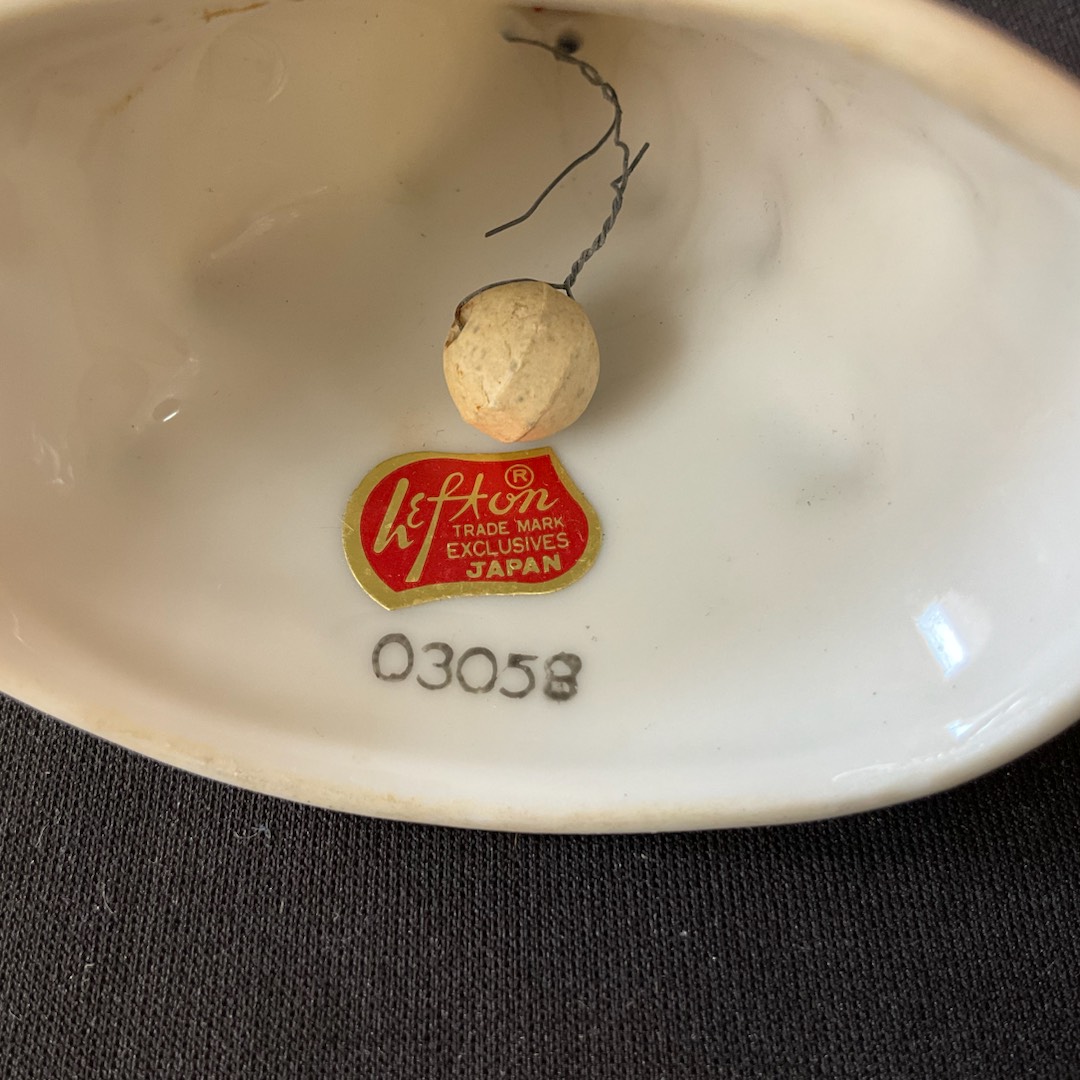 Lefton ®
TRADE MARK
EXCLUSIVES
JAPAN
03058